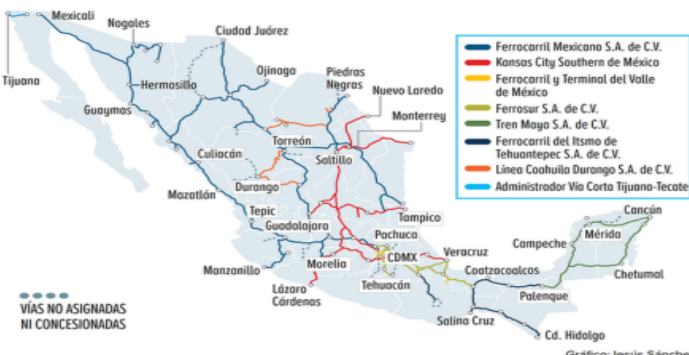 Mexicali
Nogales
Ciudad Juárez
Tijuana
Hermosillo
Ojinaga
Piedras
Negras
Nuevo Laredo
Guaymas
Monterrey
Culiacán
Torreón
Saltillo
Durango
Mazatlán
Tepic
Guadalajara
Tampico
Pachuca
Manzanillo
Morelia
CDMX
Veracruz
Lázaro
Cárdenas
Tehuacán
Coatzacoalcos
Campeche
Mérida
Cancún
Chetumal
Palenque
Salina Cruz
Cd. Hidalgo
Ferrocarril Mexicano S.A. de C.V.
Kansas City Southern de México
Ferrocarril y Terminal del Valle
de México
Ferrosur S.A. de C.V.
Tren Maya S.A. de C.V.
Ferrocarril del Itsmo de
Tehuantepec S.A. de C.V.
Línea Coahuila Durango S.A. de C.V.
Administrador Vía Corta Tijuana-Tecate
VÍAS NO ASIGNADAS
NI CONCESIONADAS
Gráfico: Jesús Sánchez